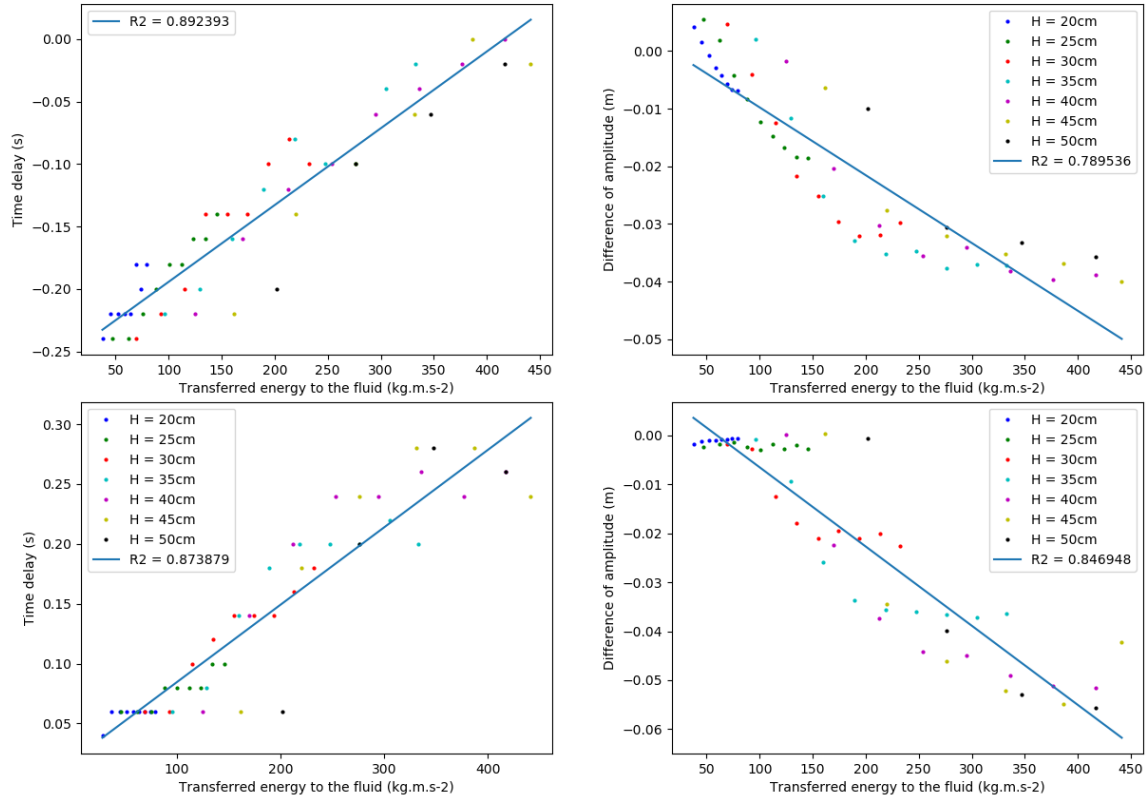 R2 = 0.892393
0.00
−0.05
−0.10
−0.15
−0.20
−0.25
Time delay (s)
50 100 150 200 250 300 350 400 450
Transferred energy to the fluid (kg.m.s-2)
H = 20cm
H = 25cm
H = 30cm
H = 35cm
H = 40cm
H = 45cm
H = 50cm
R2 = 0.789536
0.00
−0.01
−0.02
−0.03
−0.04
−0.05
Difference of amplitude (m)
50 100 150 200 250 300 350 400 450
Transferred energy to the fluid (kg.m.s-2)
H = 20cm
H = 25cm
H = 30cm
H = 35cm
H = 40cm
H = 45cm
H = 50cm
R2 = 0.873879
0.30
0.25
0.20
0.15
0.10
0.05
Time delay (s)
100 200 300 400
Transferred energy to the fluid (kg.m.s-2)
H = 20cm
H = 25cm
H = 30cm
H = 35cm
H = 40cm
H = 45cm
H = 50cm
R2 = 0.846948
0.00
−0.01
−0.02
−0.03
−0.04
−0.05
−0.06
Difference of amplitude (m)
50 100 150 200 250 300 350 400 450
Transferred energy to the fluid (kg.m.s-2)